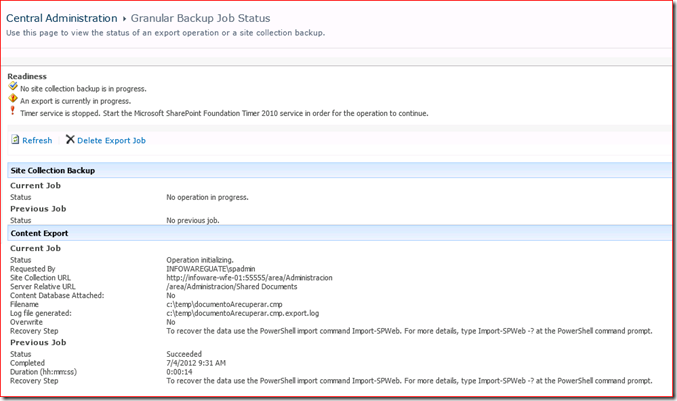 Central Administration ▸ Granular Backup Job Status
Use this page to view the status of an export operation or a site collection backup.
Readiness
No site collection backup is in progress.
An export is currently in progress.
Timer service is stopped. Start the Microsoft SharePoint Foundation Timer 2010 service in order for the operation to continue.
Refresh Delete Export Job
Site Collection Backup
Current Job
Status No operation in progress.
Previous Job
Status No previous job.
Content Export
Current Job
Status Operation initializing.
Requested By INFOWAREGUATE\spadmin
Site Collection URL http://infoware-wfe-01:55555/area/Administracion
Server Relative URL /area/Administracion/Shared Documents
Content Database Attached: No
Filename c:\temp\documentoArecuperar.cmp
Log file generated: c:\temp\documentoArecuperar.cmp.export.log
Overwrite No
Recovery Step To recover the data use the PowerShell import command Import-SPWeb. For more details, type Import-SPWeb -? at the PowerShell command prompt.
Previous Job
Status Succeeded
Completed 7/4/2012 9:31 AM
Duration (hh:mm:ss) 0:00:14
Recovery Step To recover the data use the PowerShell import command Import-SPWeb. For more details, type Import-SPWeb -? at the PowerShell command prompt.